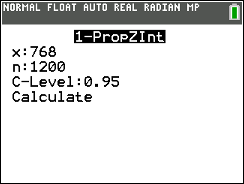 NORMAL FLOAT AUTO REAL RADIAN MP
1-PropZInt
x:768
n:1200
C-Level:0.95
Calculate